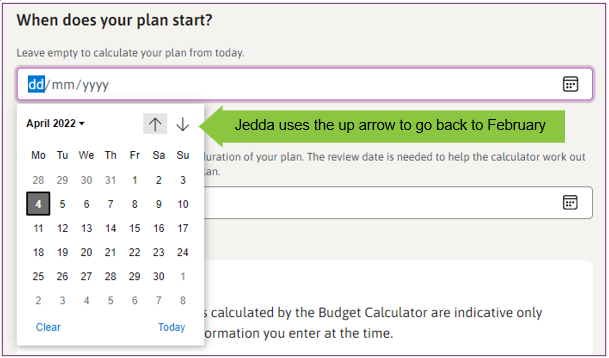 When does your plan start?
Leave empty to calculate your plan from today.
dd/mm/yyyy
April 2022
Jedda uses the up arrow to go back to February
Mo Tu We Th Fr Sa Su
28 29 30 31 1 2 3
4 5 6 7 8 9 10
11 12 13 14 15 16 17
18 19 20 21 22 23 24
25 26 27 28 29 30 1
2 3 4 5 6 7 8
Clear Today
duration of your plan. The review date is needed to help the calculator work out
lan.
s calculated by the Budget Calculator are indicative only
formation you enter at the time.